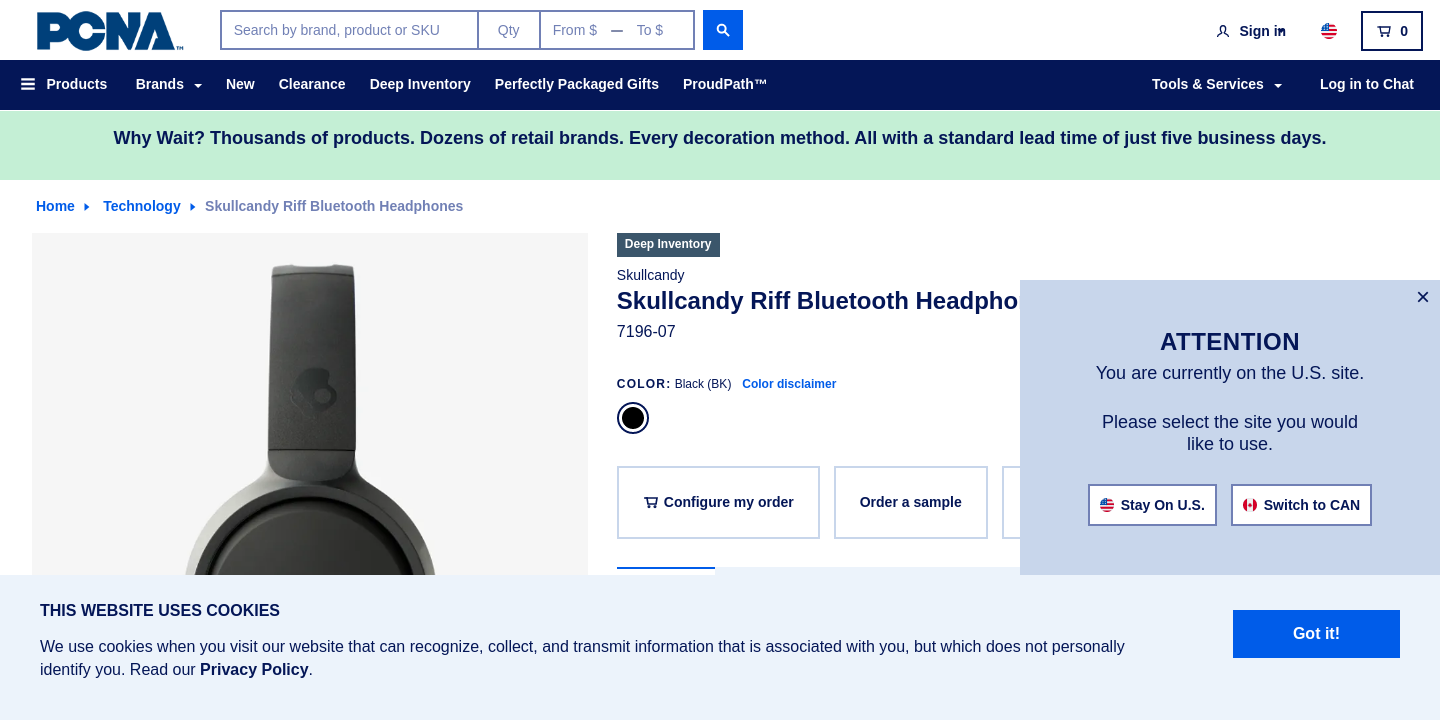 PCNA™
Search by brand, product or SKU
Qty
From $ — To $
Sign in
0
Products
Brands
New
Clearance
Deep Inventory
Perfectly Packaged Gifts
ProudPath™
Tools & Services
Log in to Chat
Why Wait? Thousands of products. Dozens of retail brands. Every decoration method. All with a standard lead time of just five business days.
Home
Technology
Skullcandy Riff Bluetooth Headphones
Deep Inventory
Skullcandy
Skullcandy Riff Bluetooth Headpho
7196-07
COLOR: Black (BK) Color disclaimer
Configure my order
Order a sample
×
ATTENTION
You are currently on the U.S. site.
Please select the site you would
like to use.
Stay On U.S.
Switch to CAN
THIS WEBSITE USES COOKIES
We use cookies when you visit our website that can recognize, collect, and transmit information that is associated with you, but which does not personally
identify you. Read our Privacy Policy.
Got it!